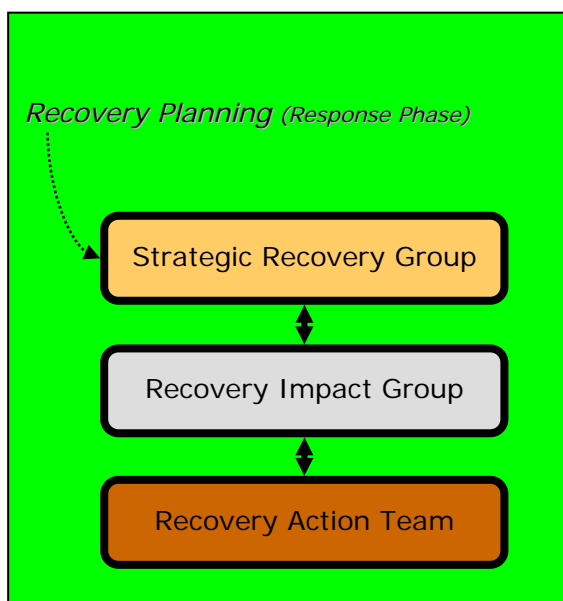 Recovery Planning (Response Phase)
Strategic Recovery Group
Recovery Impact Group
Recovery Action Team